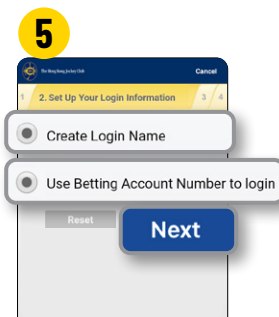 5
The Hong Kong Jockey Club Cancel
1 2. Set Up Your Login Information 3 4
Create Login Name
Use Betting Account Number to login
Reset Next